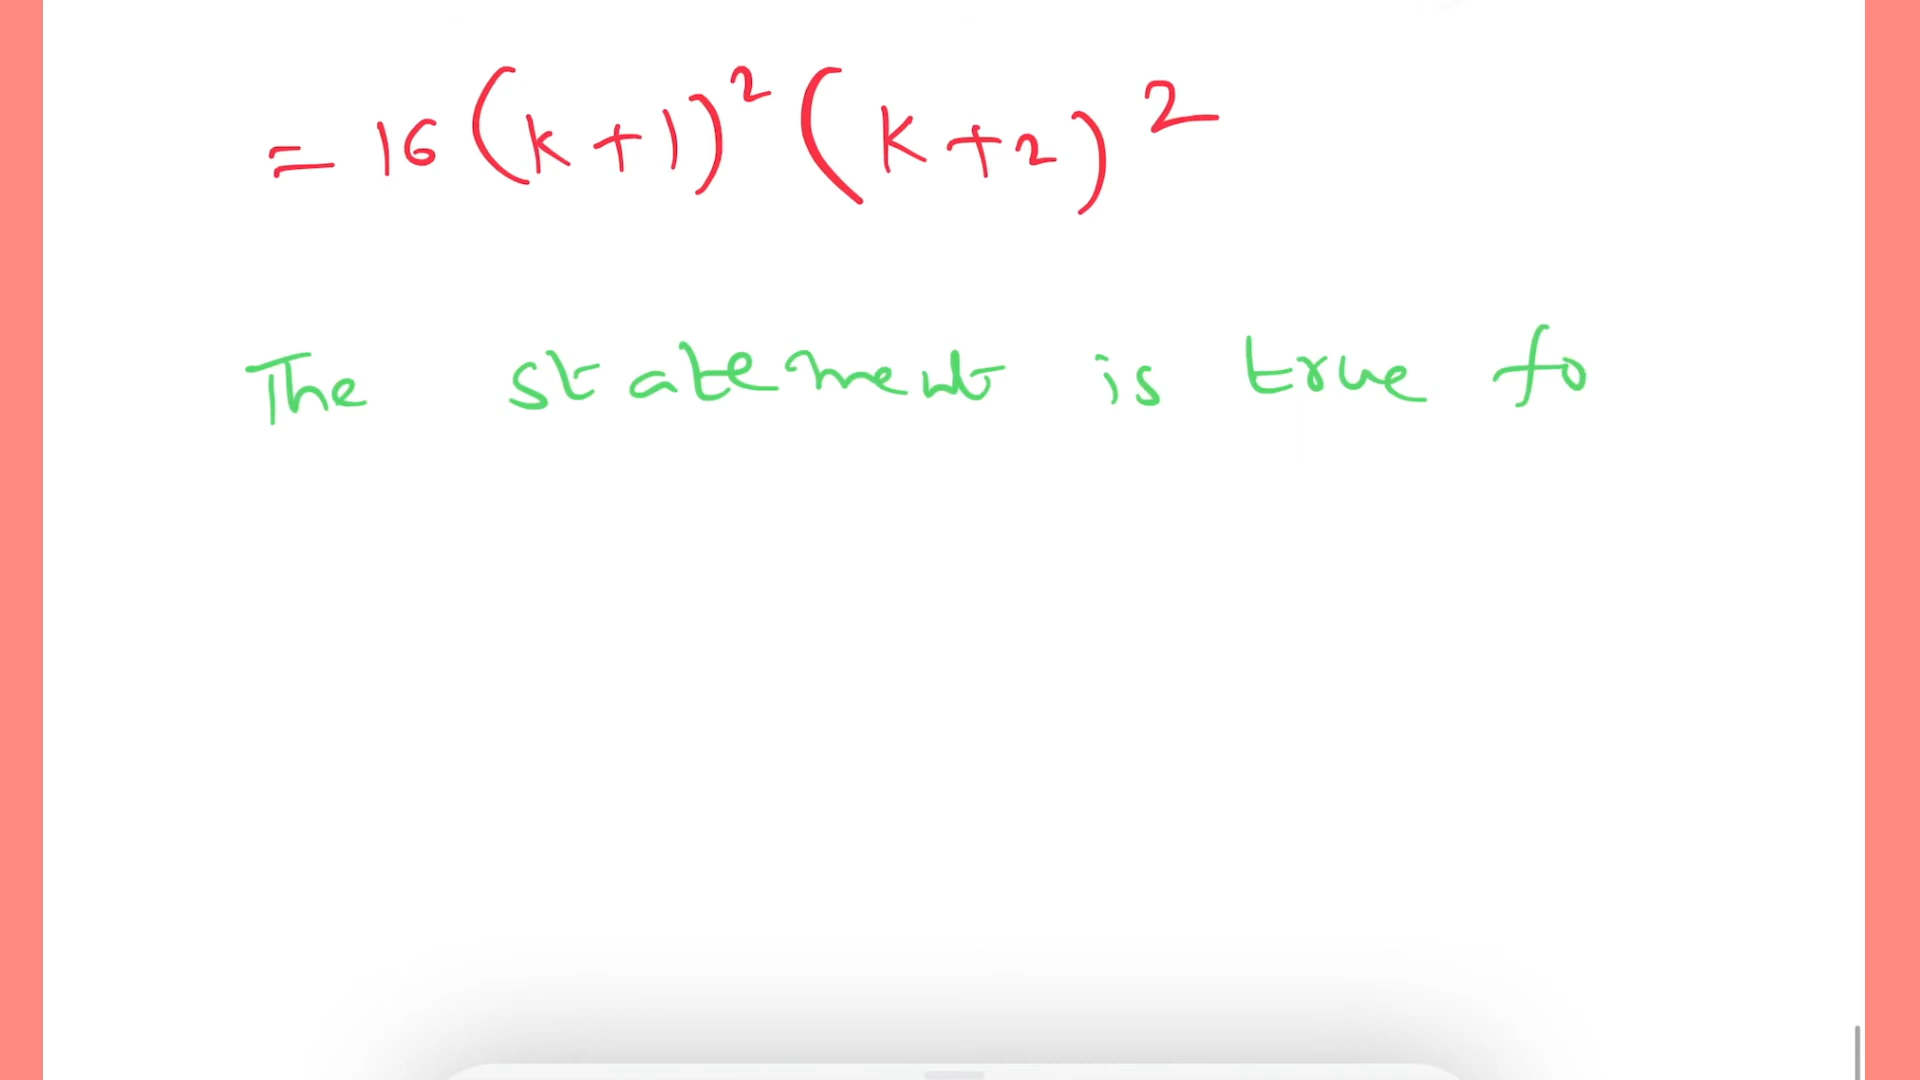 = 16 (k+1)² (k+2)²
The statement is true fo